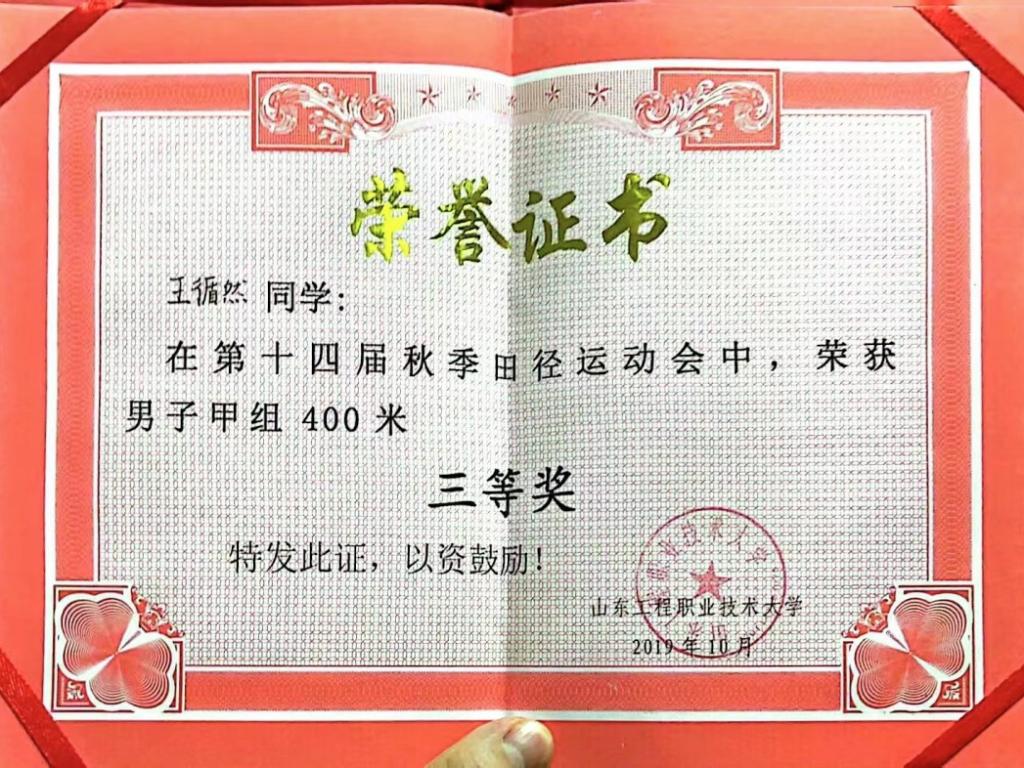 荣誉证书
王循然 同学：
在第十四届秋季田径运动会中，荣获
男子甲组 400 米
三等奖
特发此证，以资鼓励！
山东工程职业技术大学
2019 年 10 月